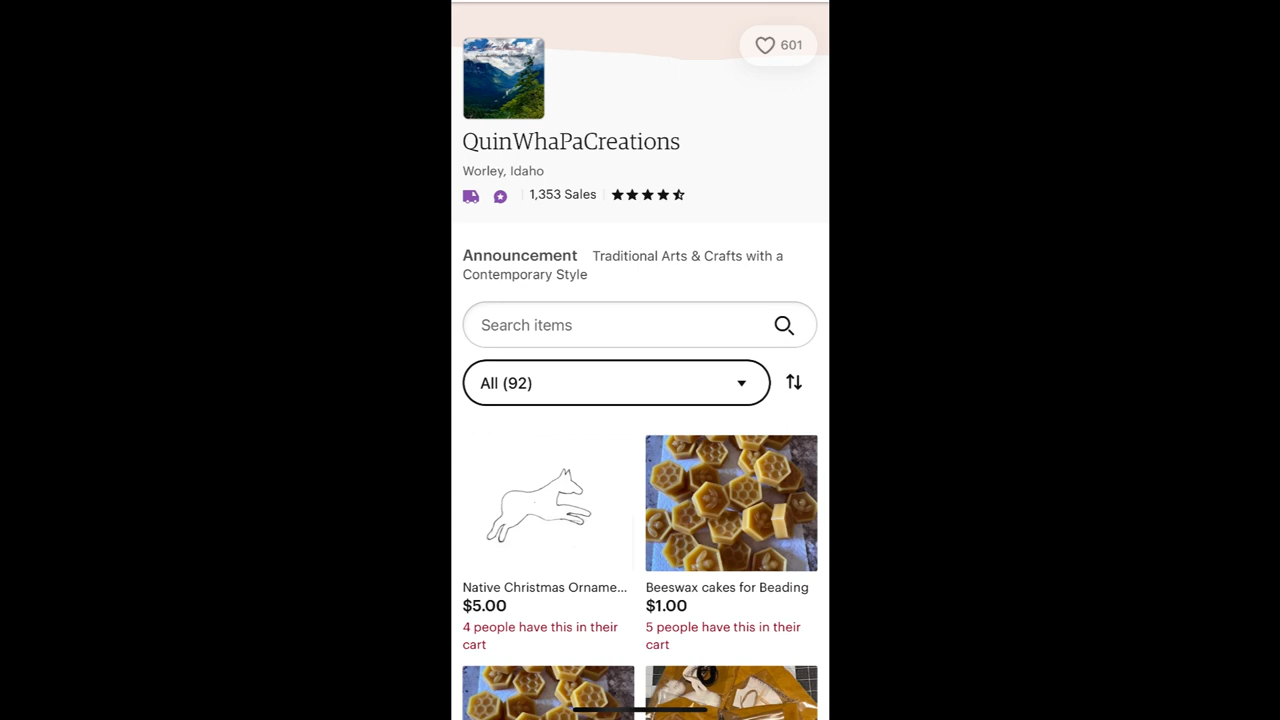 601
QuinWhaPaCreations
Worley, Idaho
1,353 Sales
Announcement Traditional Arts & Crafts with a
Contemporary Style
Search items
All (92)
Native Christmas Orname...
$5.00
4 people have this in their
cart
Beeswax cakes for Beading
$1.00
5 people have this in their
cart